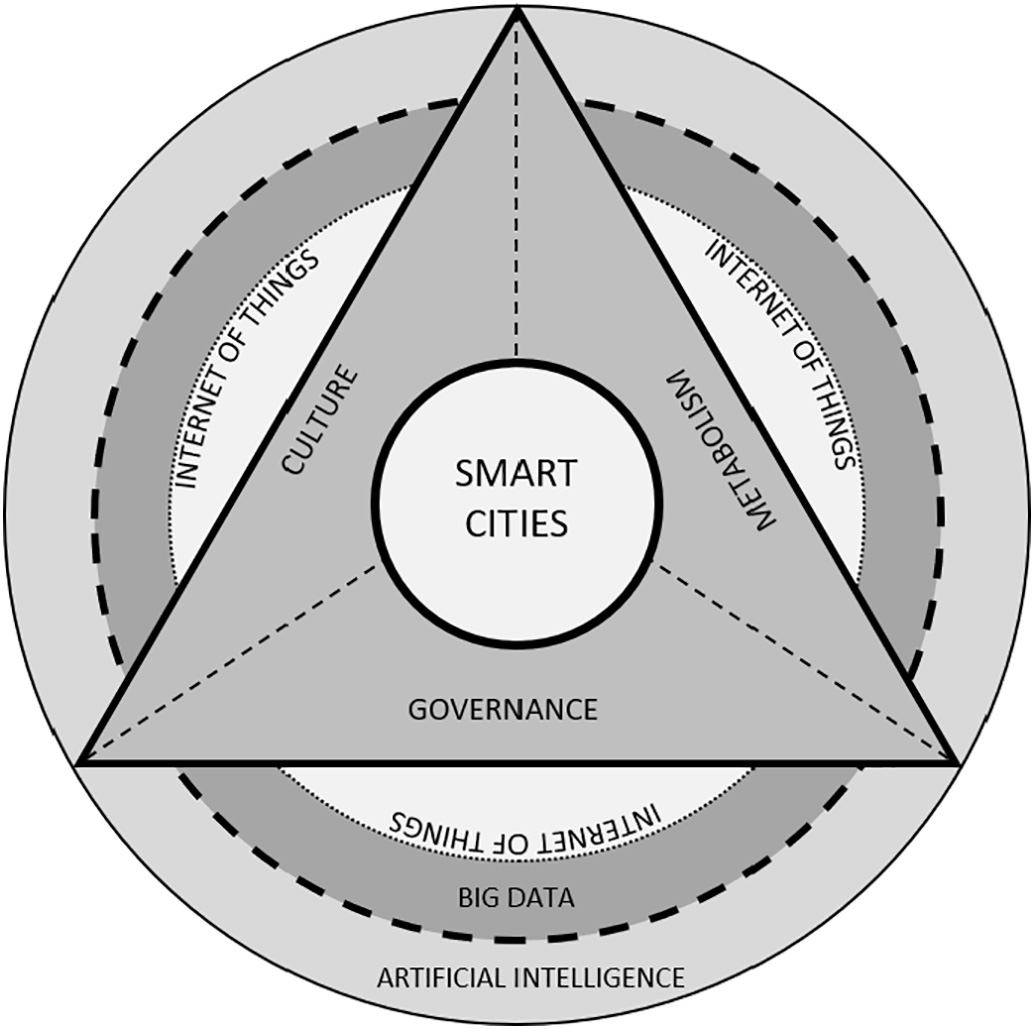 INTERNET OF THINGS
INTERNET OF THINGS
CULTURE
METABOLISM
SMART
CITIES
GOVERNANCE
INTERNET OF THINGS
BIG DATA
ARTIFICIAL INTELLIGENCE